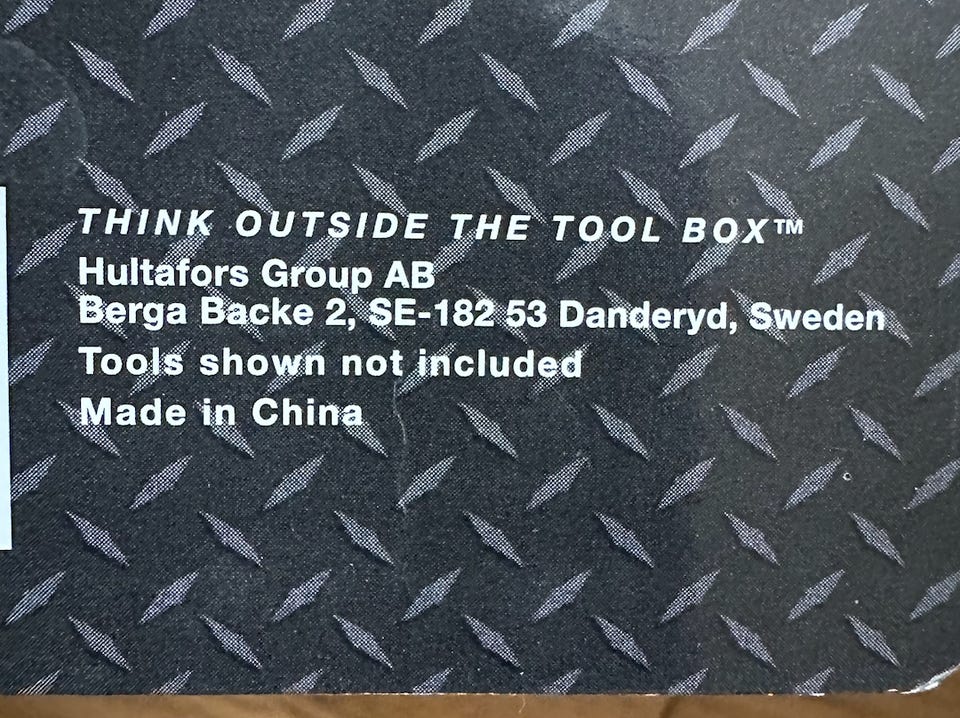 THINK OUTSIDE THE TOOL BOX™
Hultafors Group AB
Berga Backe 2, SE-182 53 Danderyd, Sweden
Tools shown not included
Made in China